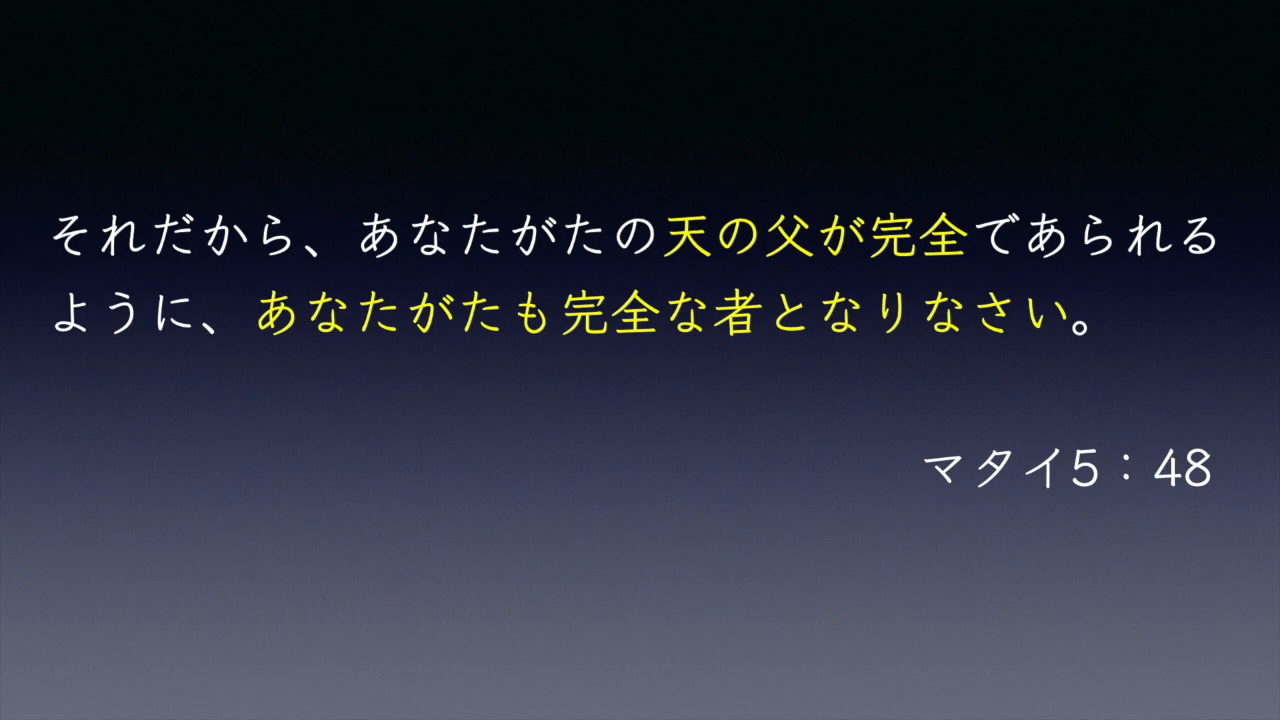 それだから、あなたがたの天の父が完全であられる
ように、あなたがたも完全な者となりなさい。
マタイ5：48